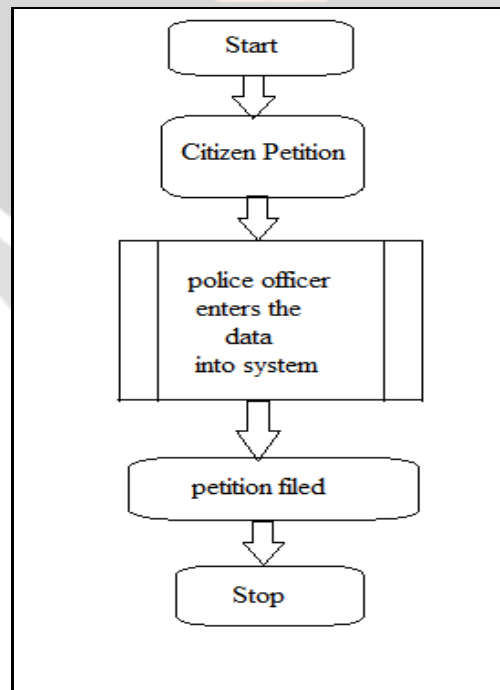 Start
Citizen Petition
police officer
enters the
data
into system
petition filed
Stop